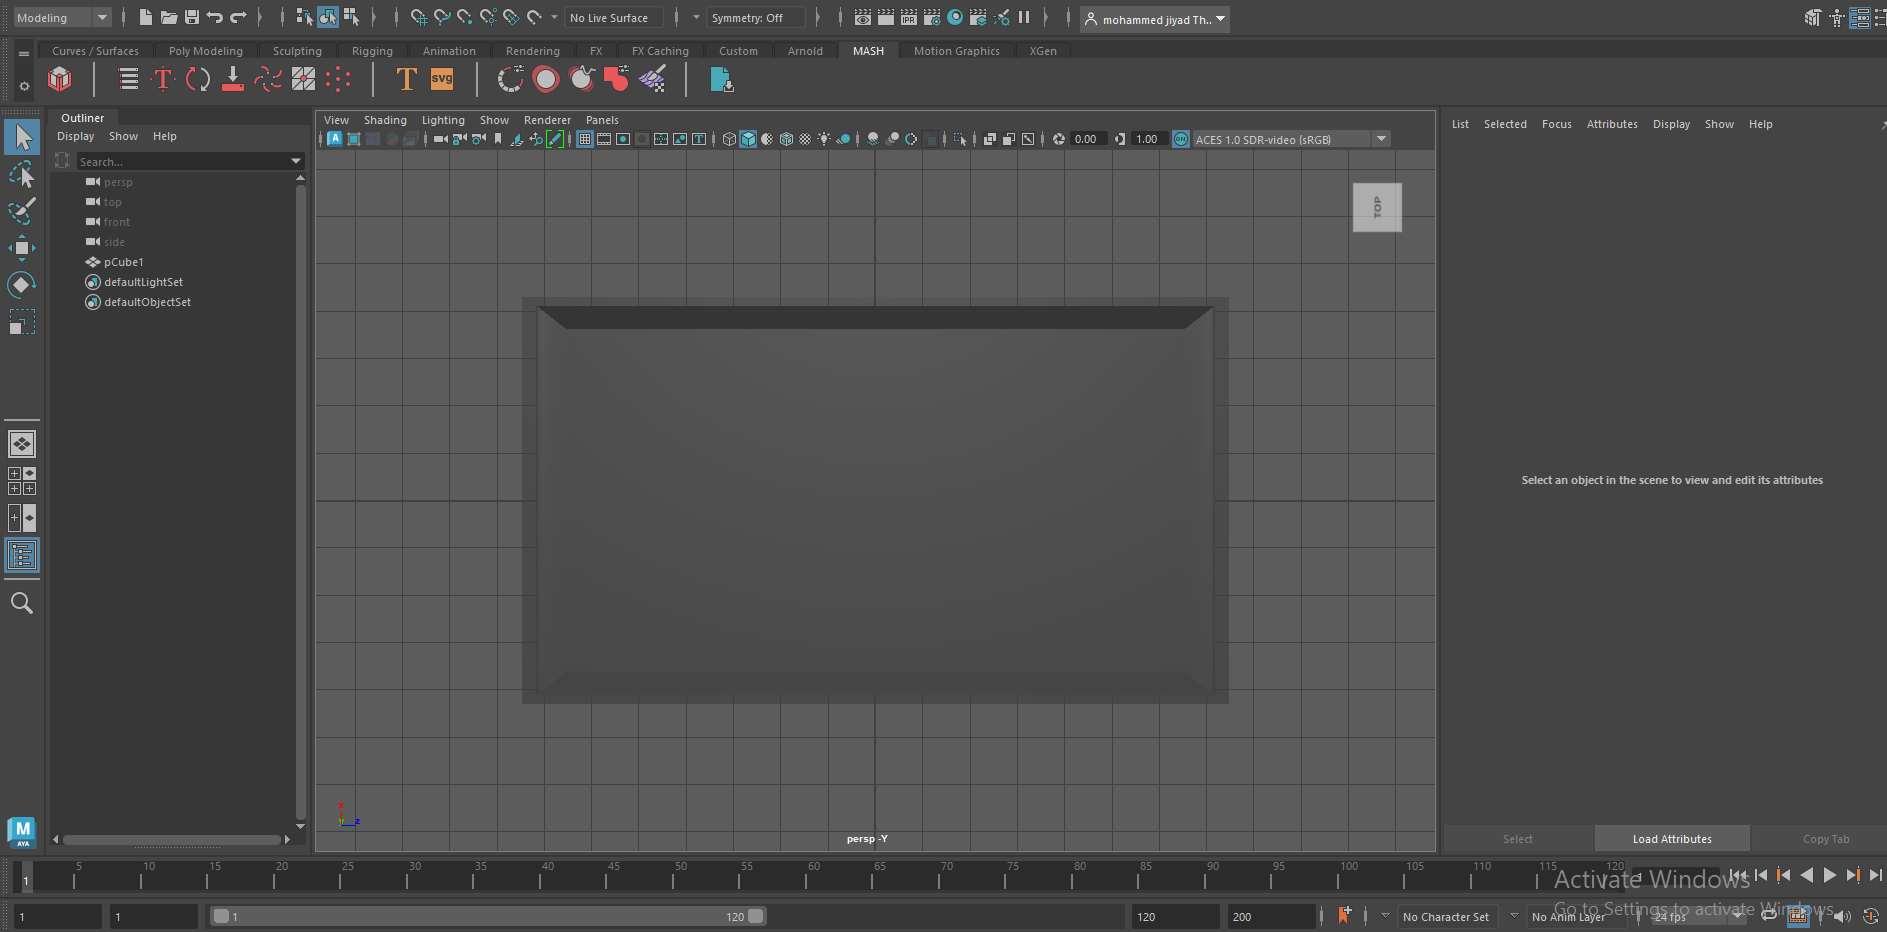 Modeling
No Live Surface
Symmetry: Off
IPR
mohammed jiyad Th..
Curves / Surfaces
Poly Modeling
Sculpting
Rigging
Animation
Rendering
FX
FX Caching
Custom
Arnold
MASH
Motion Graphics
XGen
T
T
svg
Outliner
Display Show Help
Search...
persp
top
front
side
pCube1
defaultLightSet
defaultObjectSet
View Shading Lighting Show Renderer Panels
A
T
0.00
1.00
ON
ACES 1.0 SDR-video (sRGB)
TOP
x
y
z
persp -Y
List Selected Focus Attributes Display Show Help
Select an object in the scene to view and edit its attributes
Select
Load Attributes
Copy Tab
M
AYA
5 10 15 20 25 30 35 40 45 50 55 60 65 70 75 80 85 90 95 100 105 110 115 120
1
1
Activate Windows
Go to Settings to activate Windows.
1
1
1
120
120
200
No Character Set
No Anim Layer
24 fps